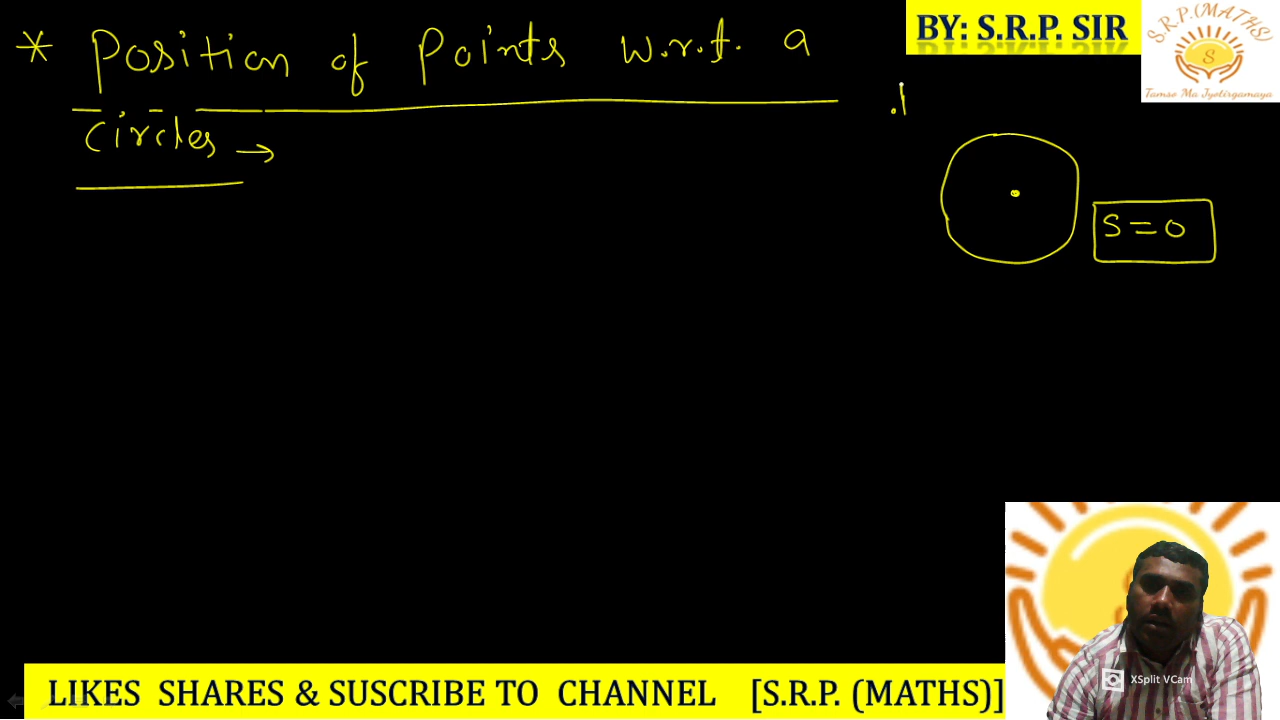 * Position of Points w.r.t. a
Circles →
BY: S.R.P. SIR
S.R.P.(MATHS)
S
Tamso Ma Jyotirgamaya
S=0
XSplit VCam
LIKES SHARES & SUSCRIBE TO CHANNEL [S.R.P. (MATHS)]